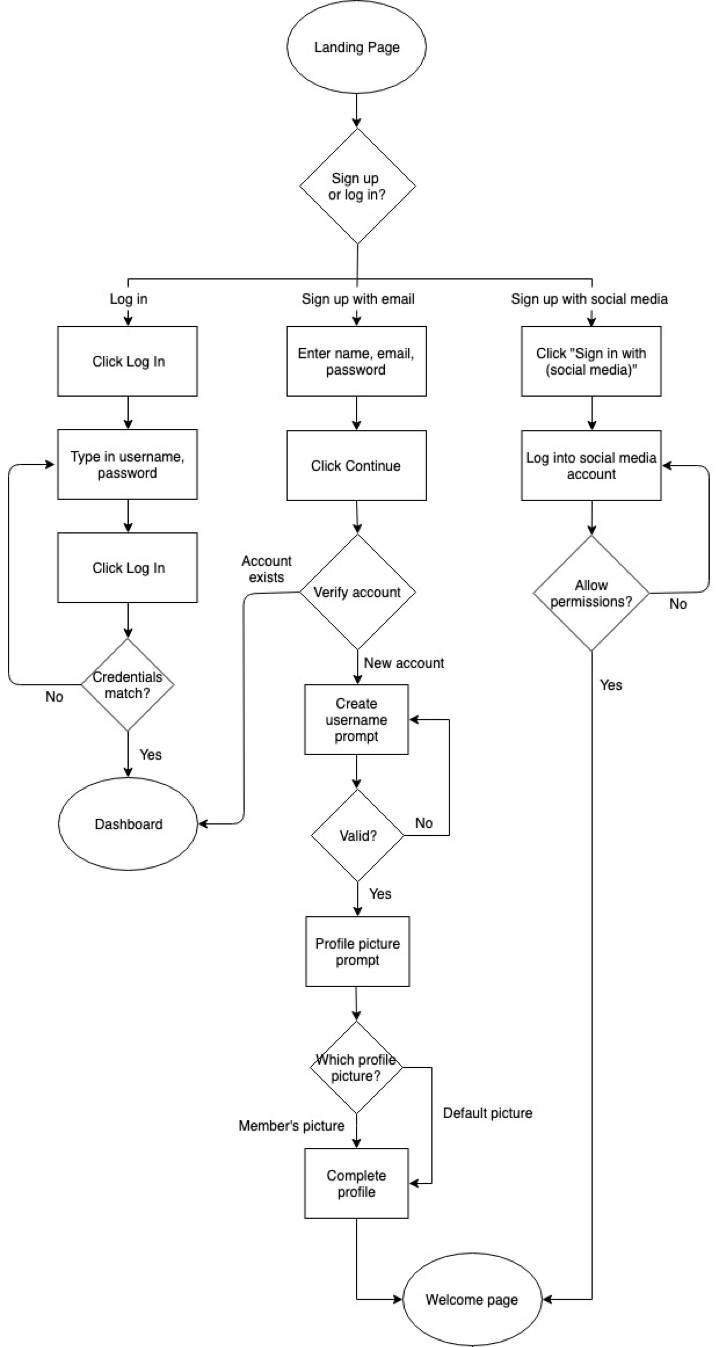 Landing Page
Sign up
or log in?
Log in
Sign up with email
Sign up with social media
Click Log In
Enter name, email,
password
Click "Sign in with
(social media)"
Type in username,
password
Click Continue
Log into social media
account
Click Log In
Account
exists
Verify account
Allow
permissions?
No
New account
Credentials
match?
No
Yes
Create
username
prompt
Yes
Dashboard
Valid?
No
Yes
Profile picture
prompt
Which profile
picture?
Default picture
Member's picture
Complete
profile
Welcome page